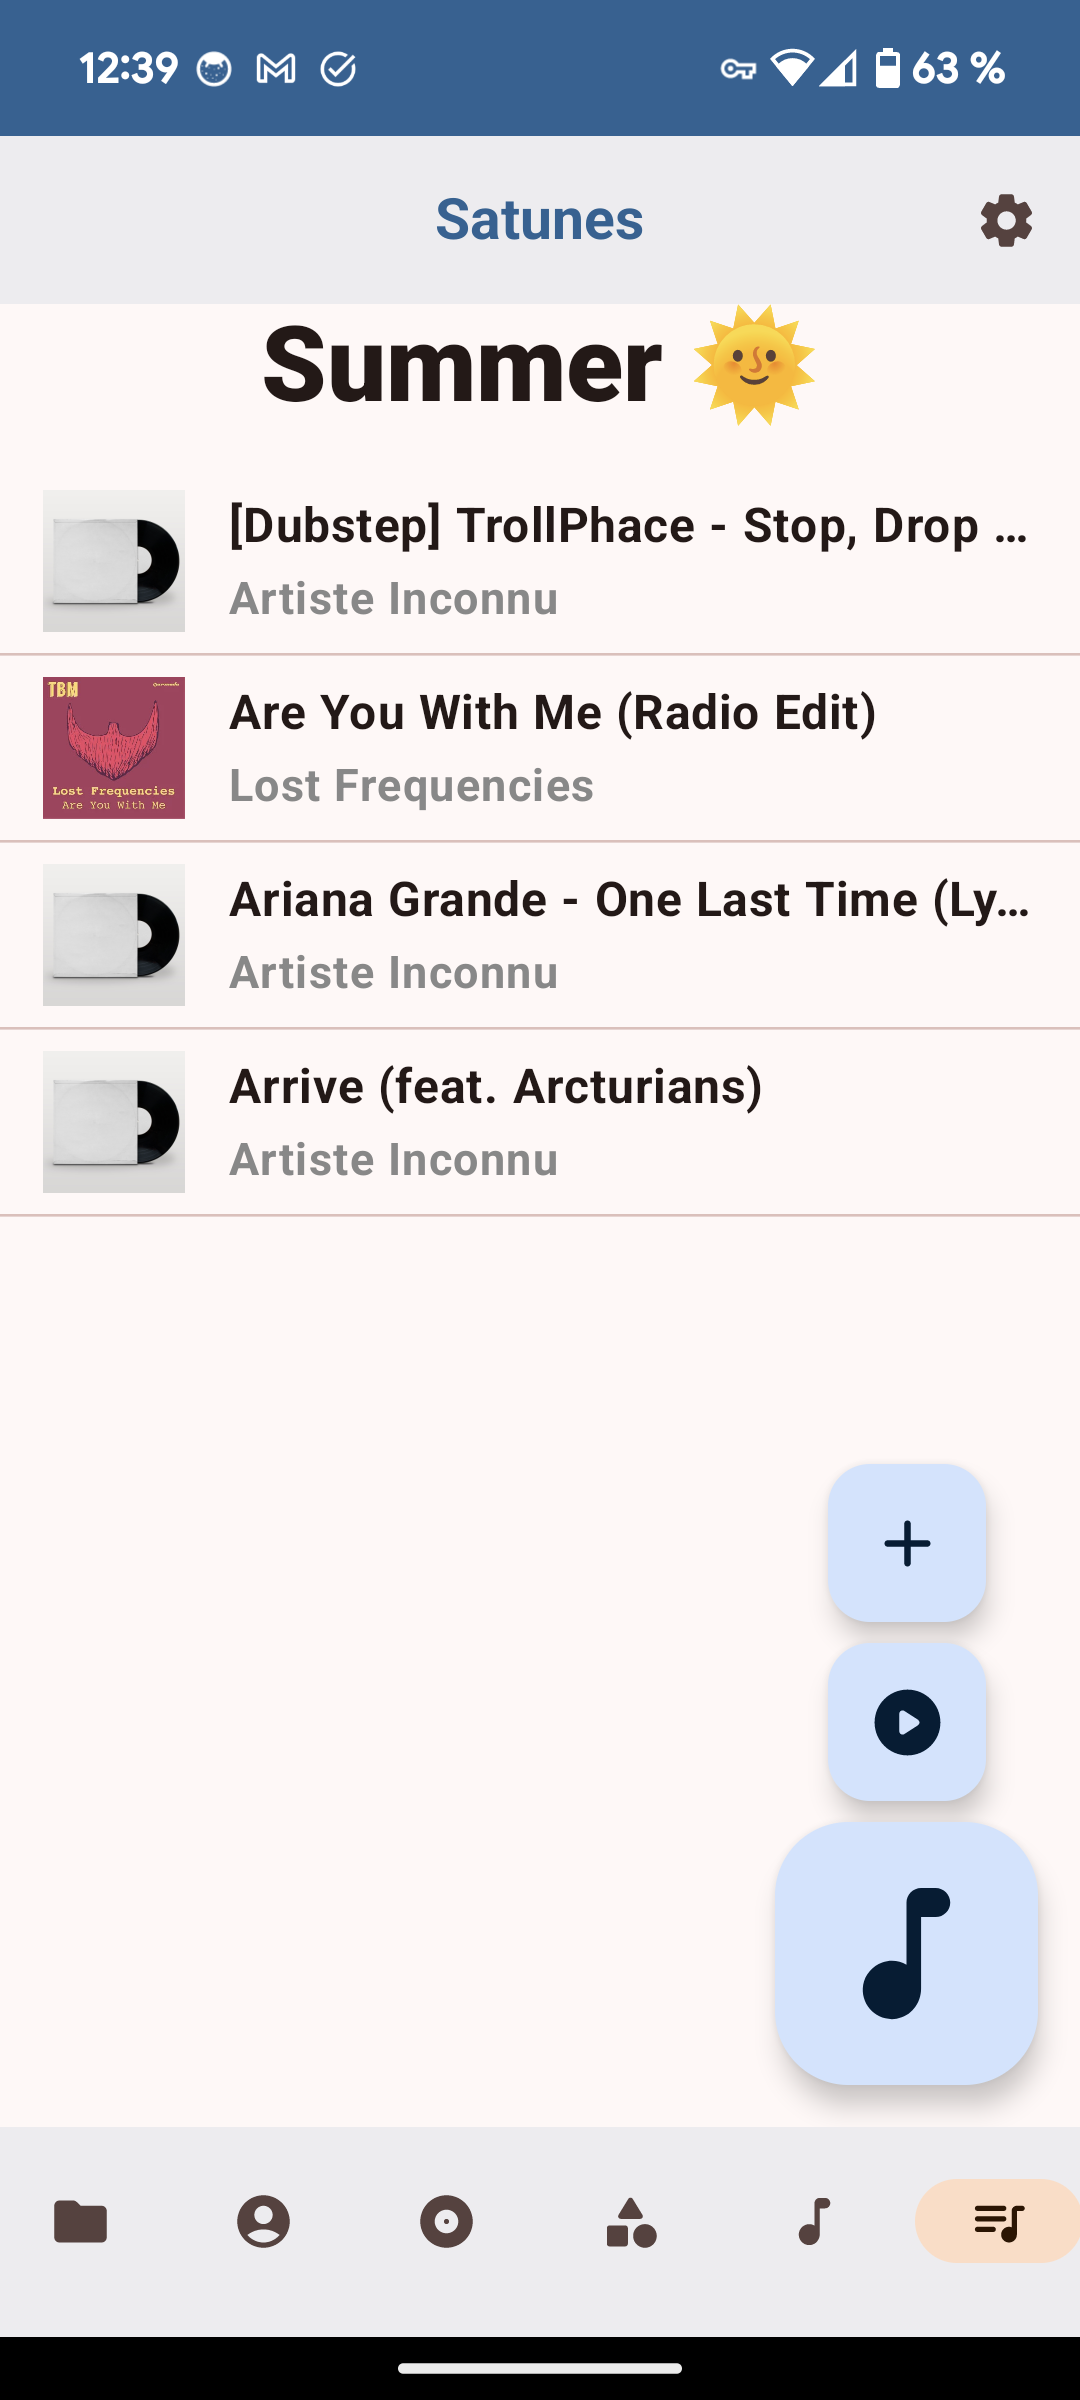 12:39
63 %
Satunes
Summer 🌞
[Dubstep] TrollPhace - Stop, Drop ...
Artiste Inconnu
TBM
Lost Frequencies
Are You With Me
Are You With Me (Radio Edit)
Lost Frequencies
Ariana Grande - One Last Time (Ly...
Artiste Inconnu
Arrive (feat. Arcturians)
Artiste Inconnu